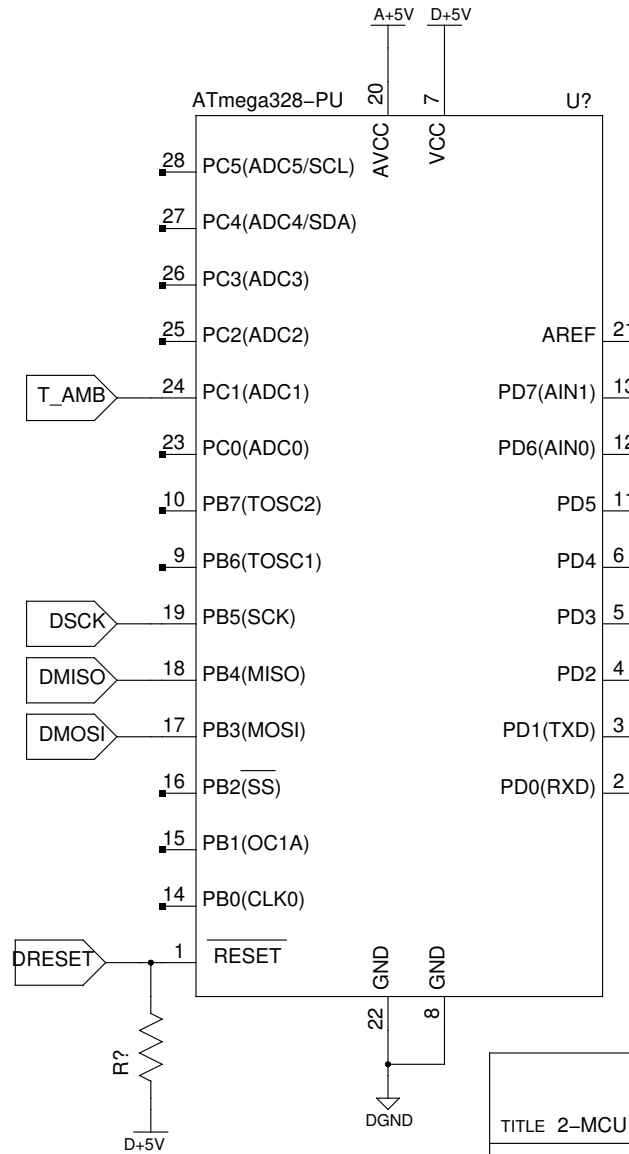 A+5V
D+5V
ATmega328-PU
U?
20
7
AVCC
VCC
28 PC5(ADC5/SCL)
27 PC4(ADC4/SDA)
26 PC3(ADC3)
25 PC2(ADC2)
AREF 21
T_AMB 24 PC1(ADC1)
PD7(AIN1) 13
23 PC0(ADC0)
PD6(AIN0) 12
10 PB7(TOSC2)
PD5 11
9 PB6(TOSC1)
PD4 6
DSCK 19 PB5(SCK)
PD3 5
DMISO 18 PB4(MISO)
PD2 4
DMOSI 17 PB3(MOSI)
PD1(TXD) 3
16 PB2(SS)
PD0(RXD) 2
15 PB1(OC1A)
14 PB0(CLK0)
DRESET 1 RESET
GND
GND
22
8
R?
D+5V
DGND
TITLE 2-MCU